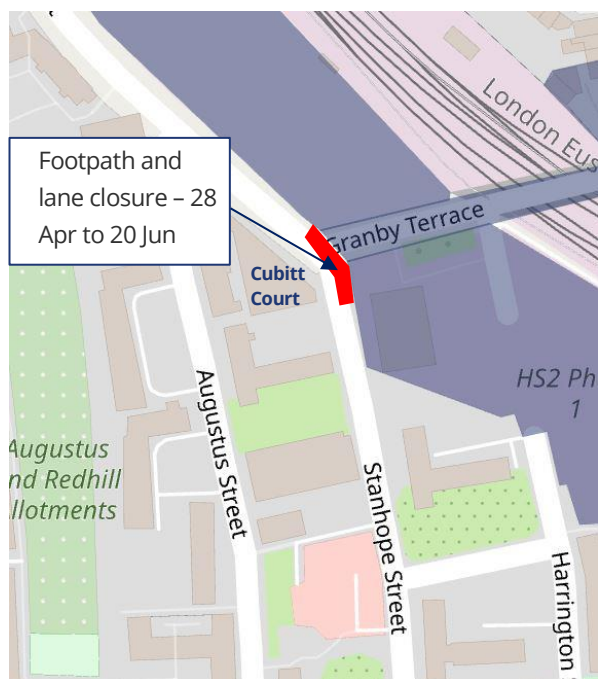 London Eus
Footpath and
lane closure – 28
Apr to 20 Jun
Granby Terrace
Cubitt
Court
HS2 Ph
1
Augustus Street
Augustus
nd Redhill
llotments
Stanhope Street
Harrington